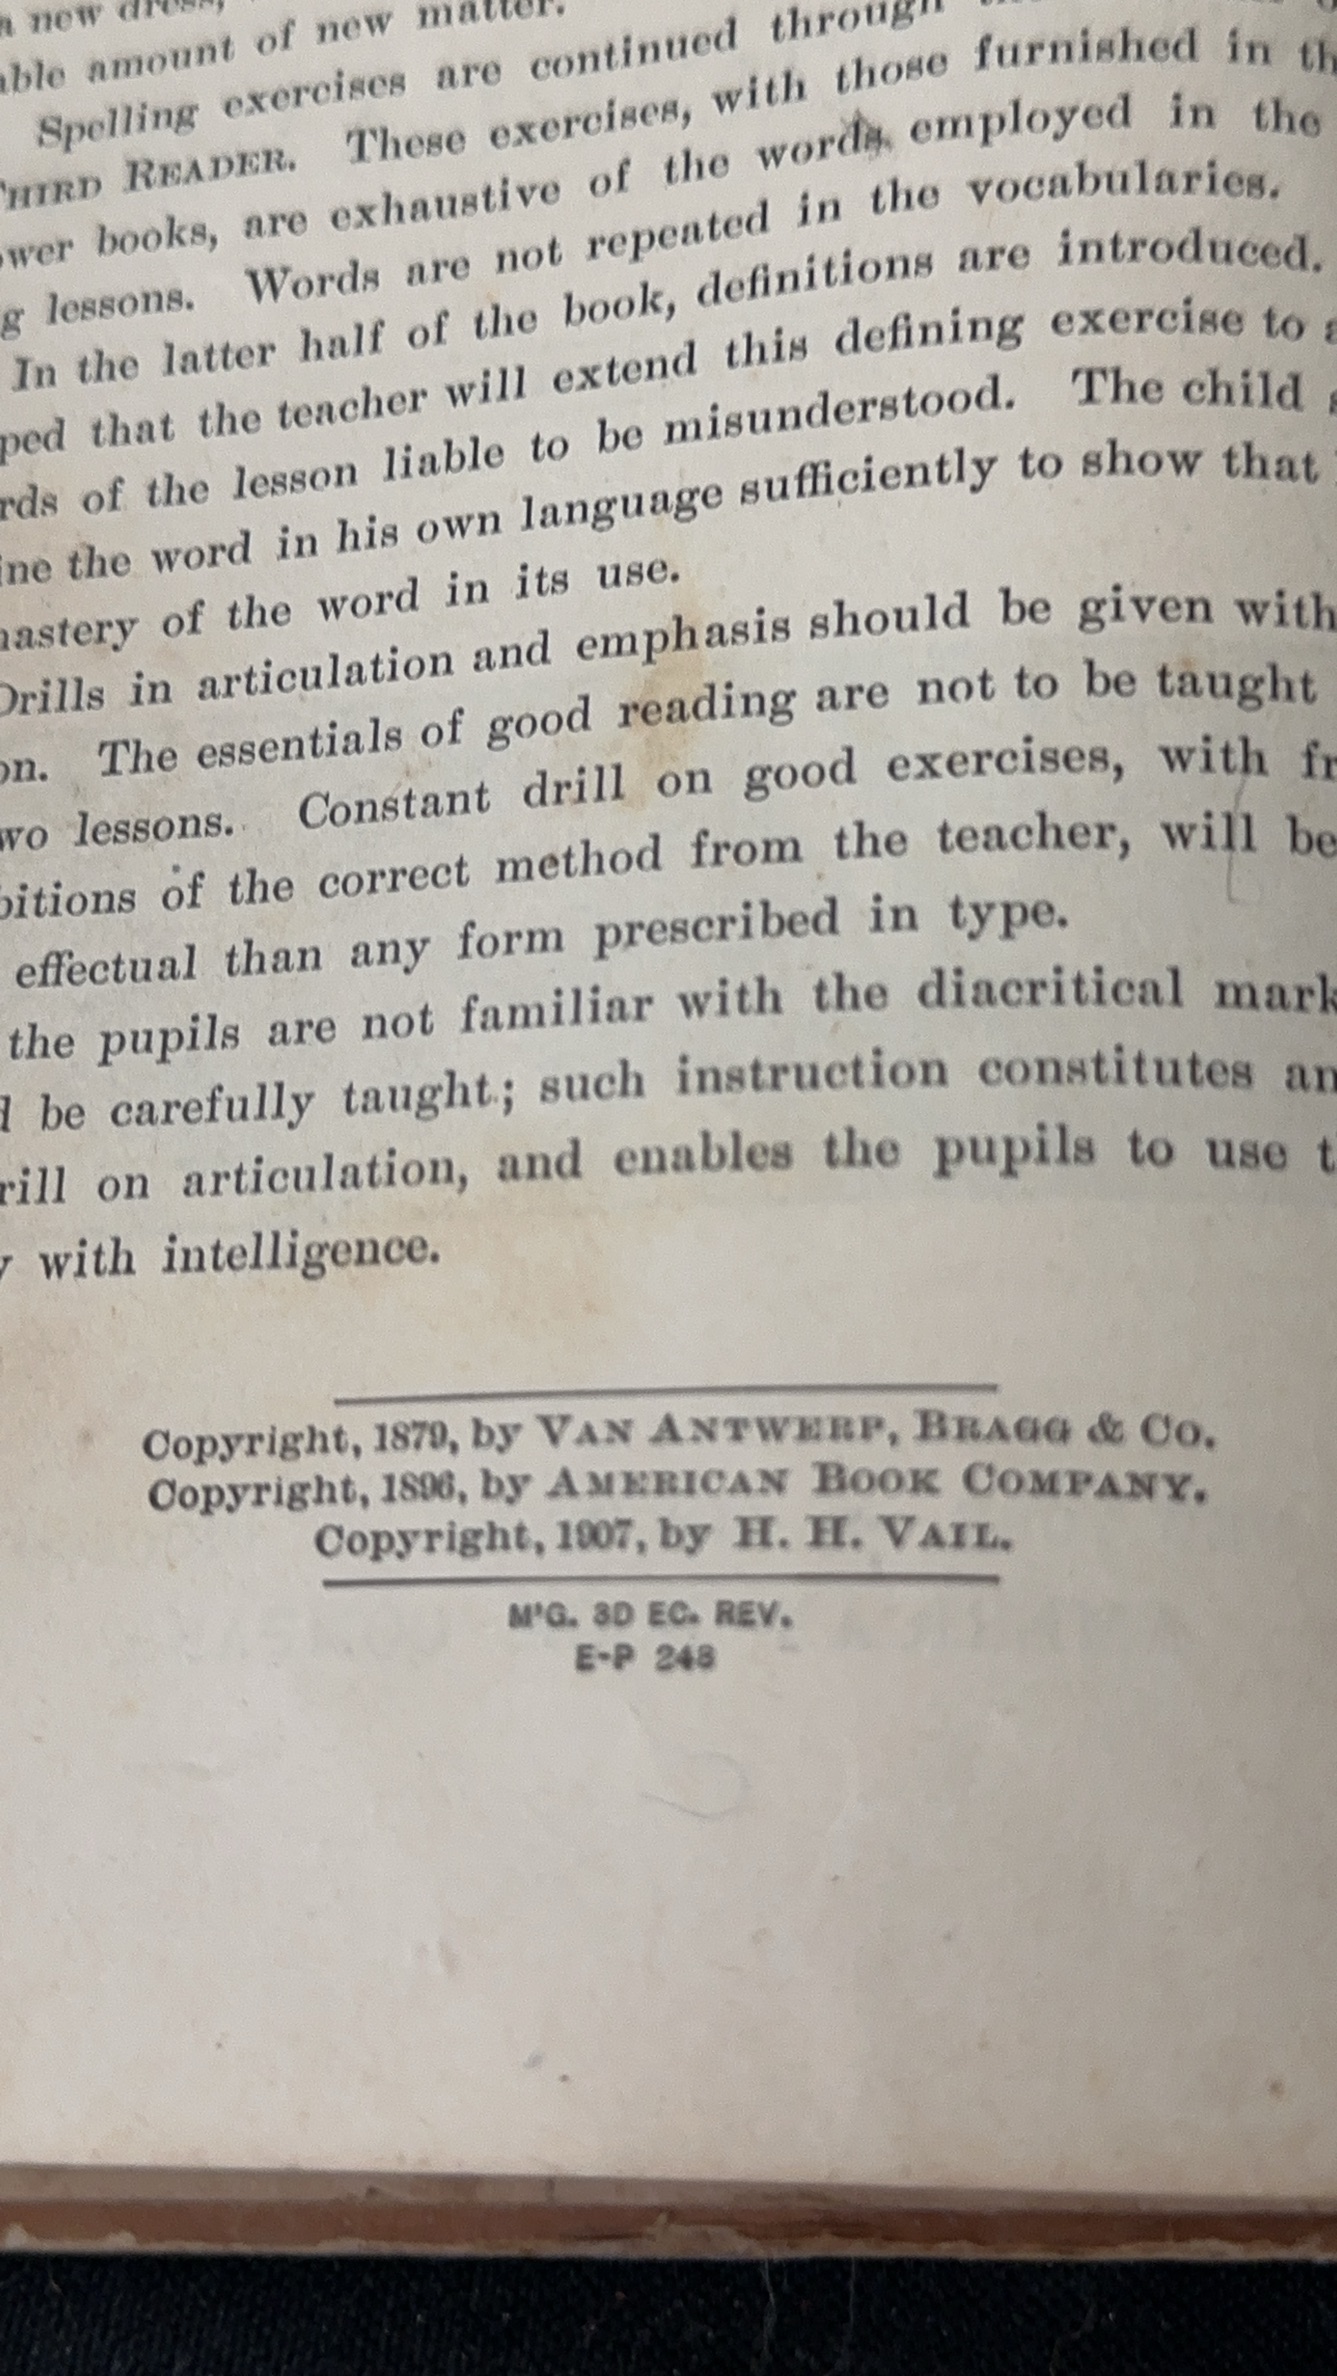 a new dress,
able amount of new matter.
Spelling exercises are continued through
THIRD READER. These exercises, with those furnished in th
ower books, are exhaustive of the words employed in the
g lessons. Words are not repeated in the vocabularies.
In the latter half of the book, definitions are introduced.
ped that the teacher will extend this defining exercise to a
rds of the lesson liable to be misunderstood. The child s
ine the word in his own language sufficiently to show that
mastery of the word in its use.
Drills in articulation and emphasis should be given with
on. The essentials of good reading are not to be taught
wo lessons. Constant drill on good exercises, with fr
bitions of the correct method from the teacher, will be
effectual than any form prescribed in type.
the pupils are not familiar with the diacritical mark
d be carefully taught; such instruction constitutes an
rill on articulation, and enables the pupils to use t
y with intelligence.
Copyright, 1879, by VAN ANTWERP, BRAGG & CO.
Copyright, 1896, by AMERICAN BOOK COMPANY.
Copyright, 1907, by H. H. VAIL.
M'G. 3D EC. REV.
E-P 248